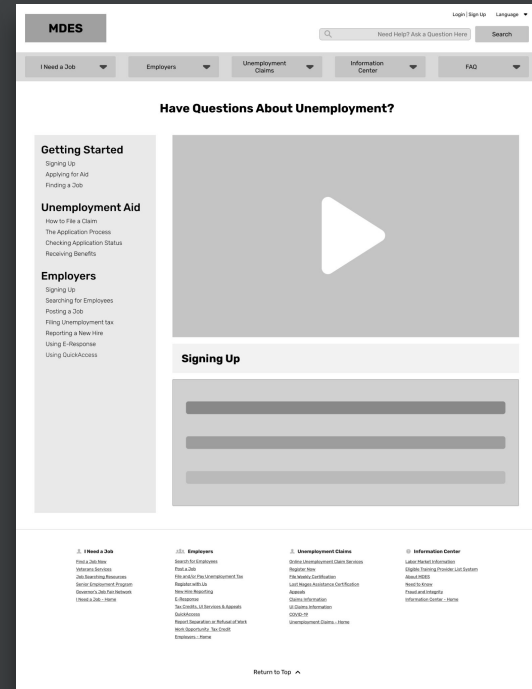 Login | Sign Up Language
MDES
Need Help? Ask a Question Here
Search
I Need a Job
Employers
Unemployment
Claims
Information
Center
FAQ
Have Questions About Unemployment?
Getting Started
Signing Up
Applying for Aid
Finding a Job
Unemployment Aid
How to File a Claim
The Application Process
Checking Application Status
Receiving Benefits
Employers
Signing Up
Searching for Employees
Posting a Job
Filing Unemployment tax
Reporting a New Hire
Using E-Response
Using QuickAccess
Signing Up
I Need a Job
Find a Job Now
Veterans Services
Job Searching Resources
Senior Employment Program
Governor's Job Fair Network
I Need a Job - Home
Employers
Search for Employees
Post a Job
File and/or Pay Unemployment Tax
Register with Us
New Hire Reporting
E-Response
Tax Credits, UI Services & Appeals
QuickAccess
Report Separation or Refusal of Work
Work Opportunity Tax Credit
Employers - Home
Unemployment Claims
Online Unemployment Claim Services
Register Now
File Weekly Certification
Lost Wages Assistance Certification
Appeals
Claims Information
UI Claims Information
COVID-19
Unemployment Claims - Home
Information Center
Labor Market Information
Eligible Training Provider List System
About MDES
Need to Know
Fraud and Integrity
Information Center - Home
Return to Top